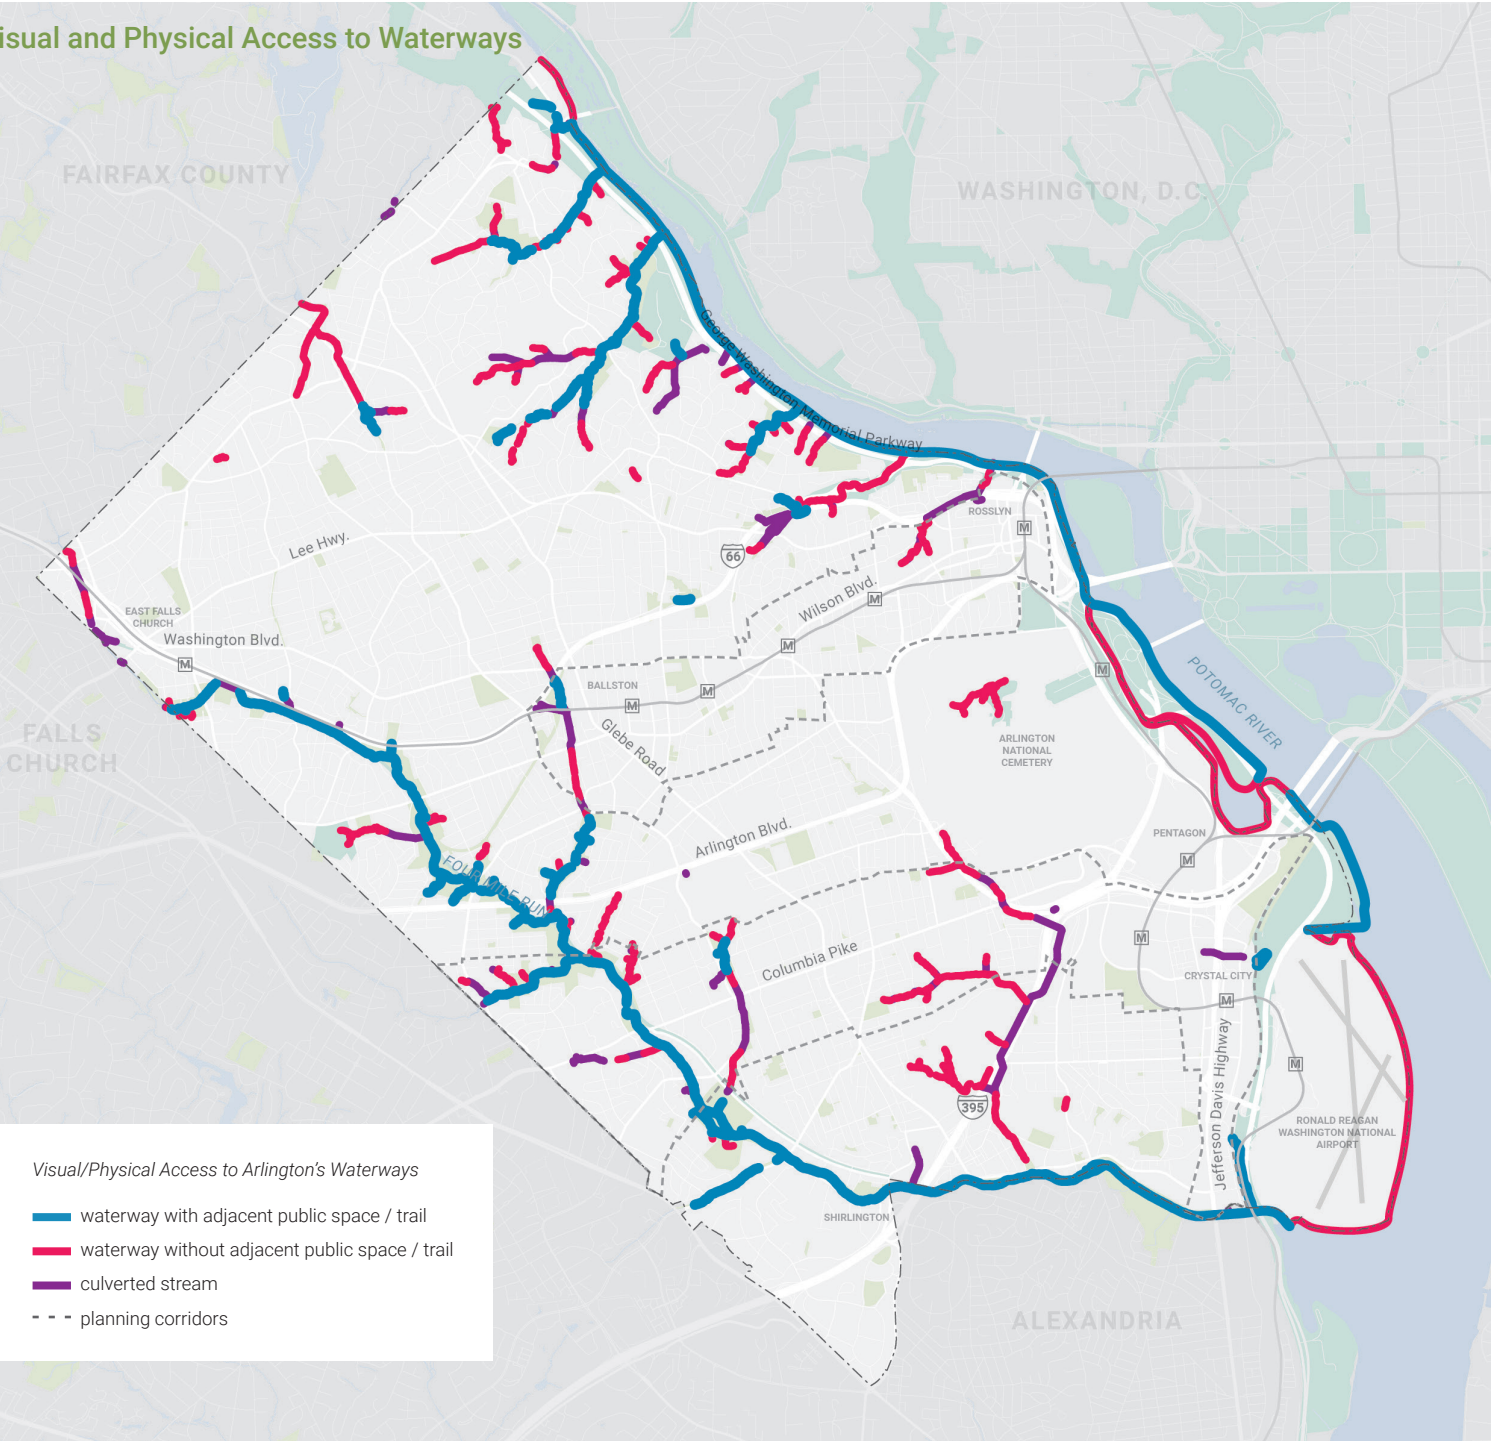 isual and Physical Access to Waterways
FAIRFAX COUNTY
WASHINGTON, D.C.
George Washington Memorial Parkway
ROSSLYN
M
Lee Hwy.
66
Wilson Blvd.
M
EAST FALLS
CHURCH
Washington Blvd.
M
M
M
M
BALLSTON
M
Glebe Road
POTOMAC RIVER
FALLS
CHURCH
ARLINGTON
NATIONAL
CEMETERY
Arlington Blvd.
PENTAGON
M
FOUR MILE RUN
Columbia Pike
M
CRYSTAL CITY
M
Jefferson Davis Highway
M
395
RONALD REAGAN
WASHINGTON NATIONAL
AIRPORT
SHIRLINGTON
ALEXANDRIA
Visual/Physical Access to Arlington's Waterways
waterway with adjacent public space / trail
waterway without adjacent public space / trail
culverted stream
planning corridors